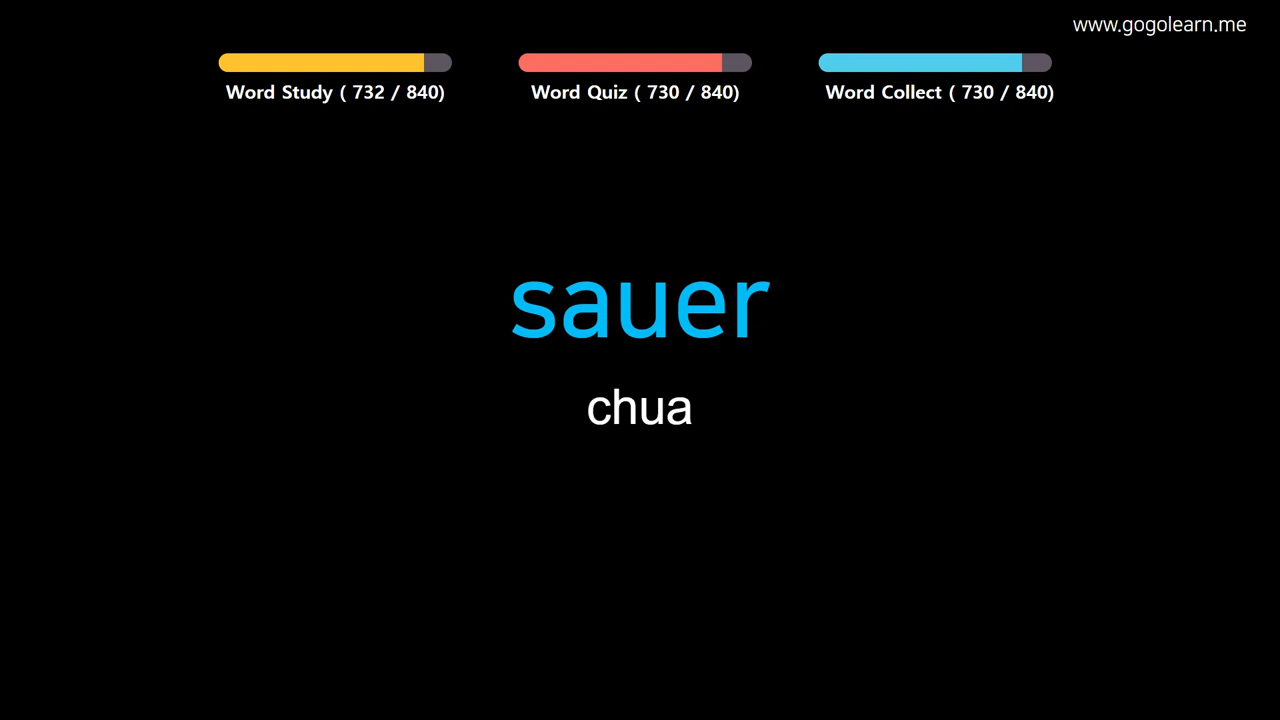 www.gogolearn.me
Word Study ( 732 / 840)
Word Quiz ( 730 / 840)
Word Collect ( 730 / 840)
sauer
chua